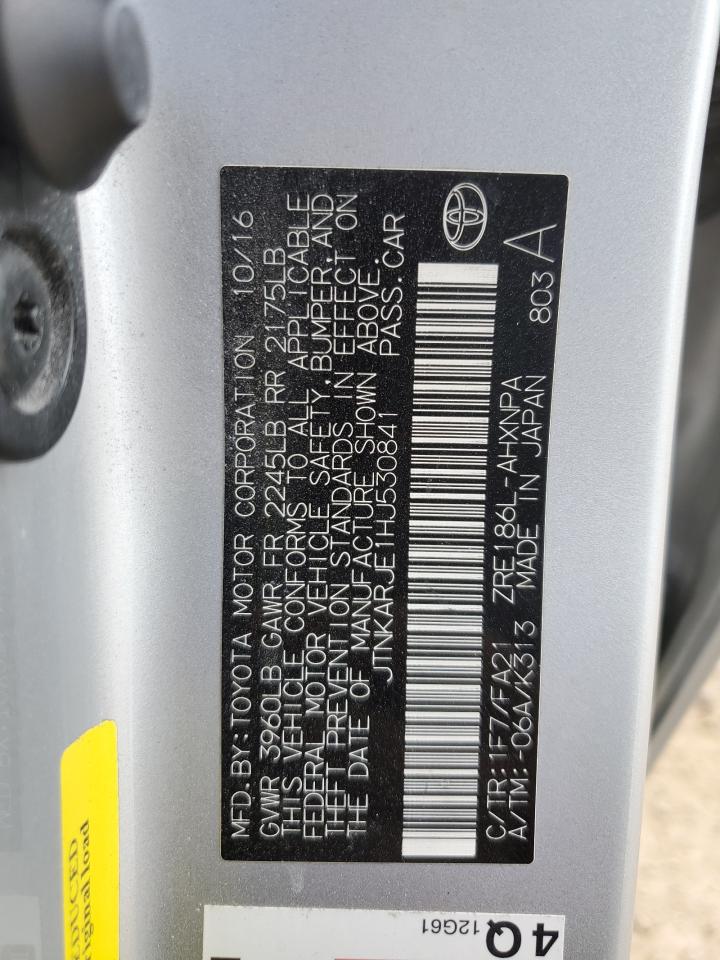 MFD. BY: TOYOTA MOTOR CORPORATION 10/16
GVWR 3960LB GAWR FR 2245LB RR 2175LB
THIS VEHICLE CONFORMS TO ALL APPLICABLE
FEDERAL MOTOR VEHICLE SAFETY, BUMPER, AND
THEFT PREVENTION STANDARDS IN EFFECT ON
THE DATE OF MANUFACTURE SHOWN ABOVE.
JTNKARJE1HJ530841 PASS. CAR
C/TR: 1F7/FA21 ZRE186L-AHXNPA 803
A/TM: -06A/K313 MADE IN JAPAN A
12G61
4Q
load